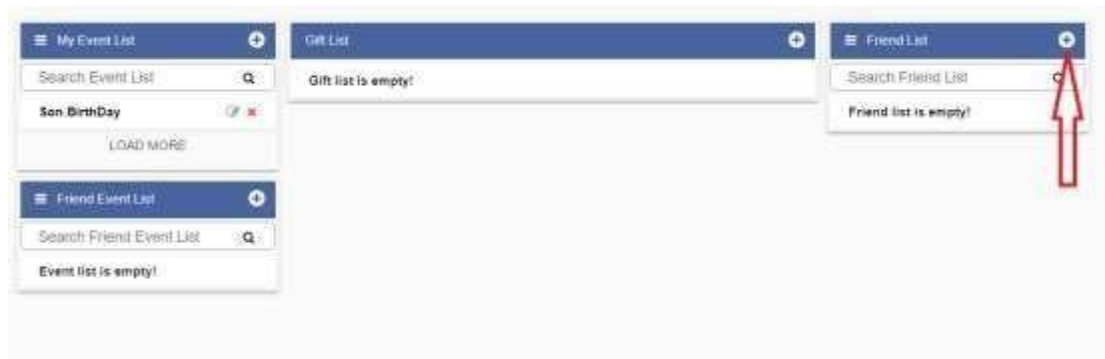 My Event List
Search Event List
Son BirthDay
LOAD MORE
Friend Event List
Search Friend Event List
Event list is empty!
Gift List
Gift list is empty!
Friend List
Search Friend List
Friend list is empty!